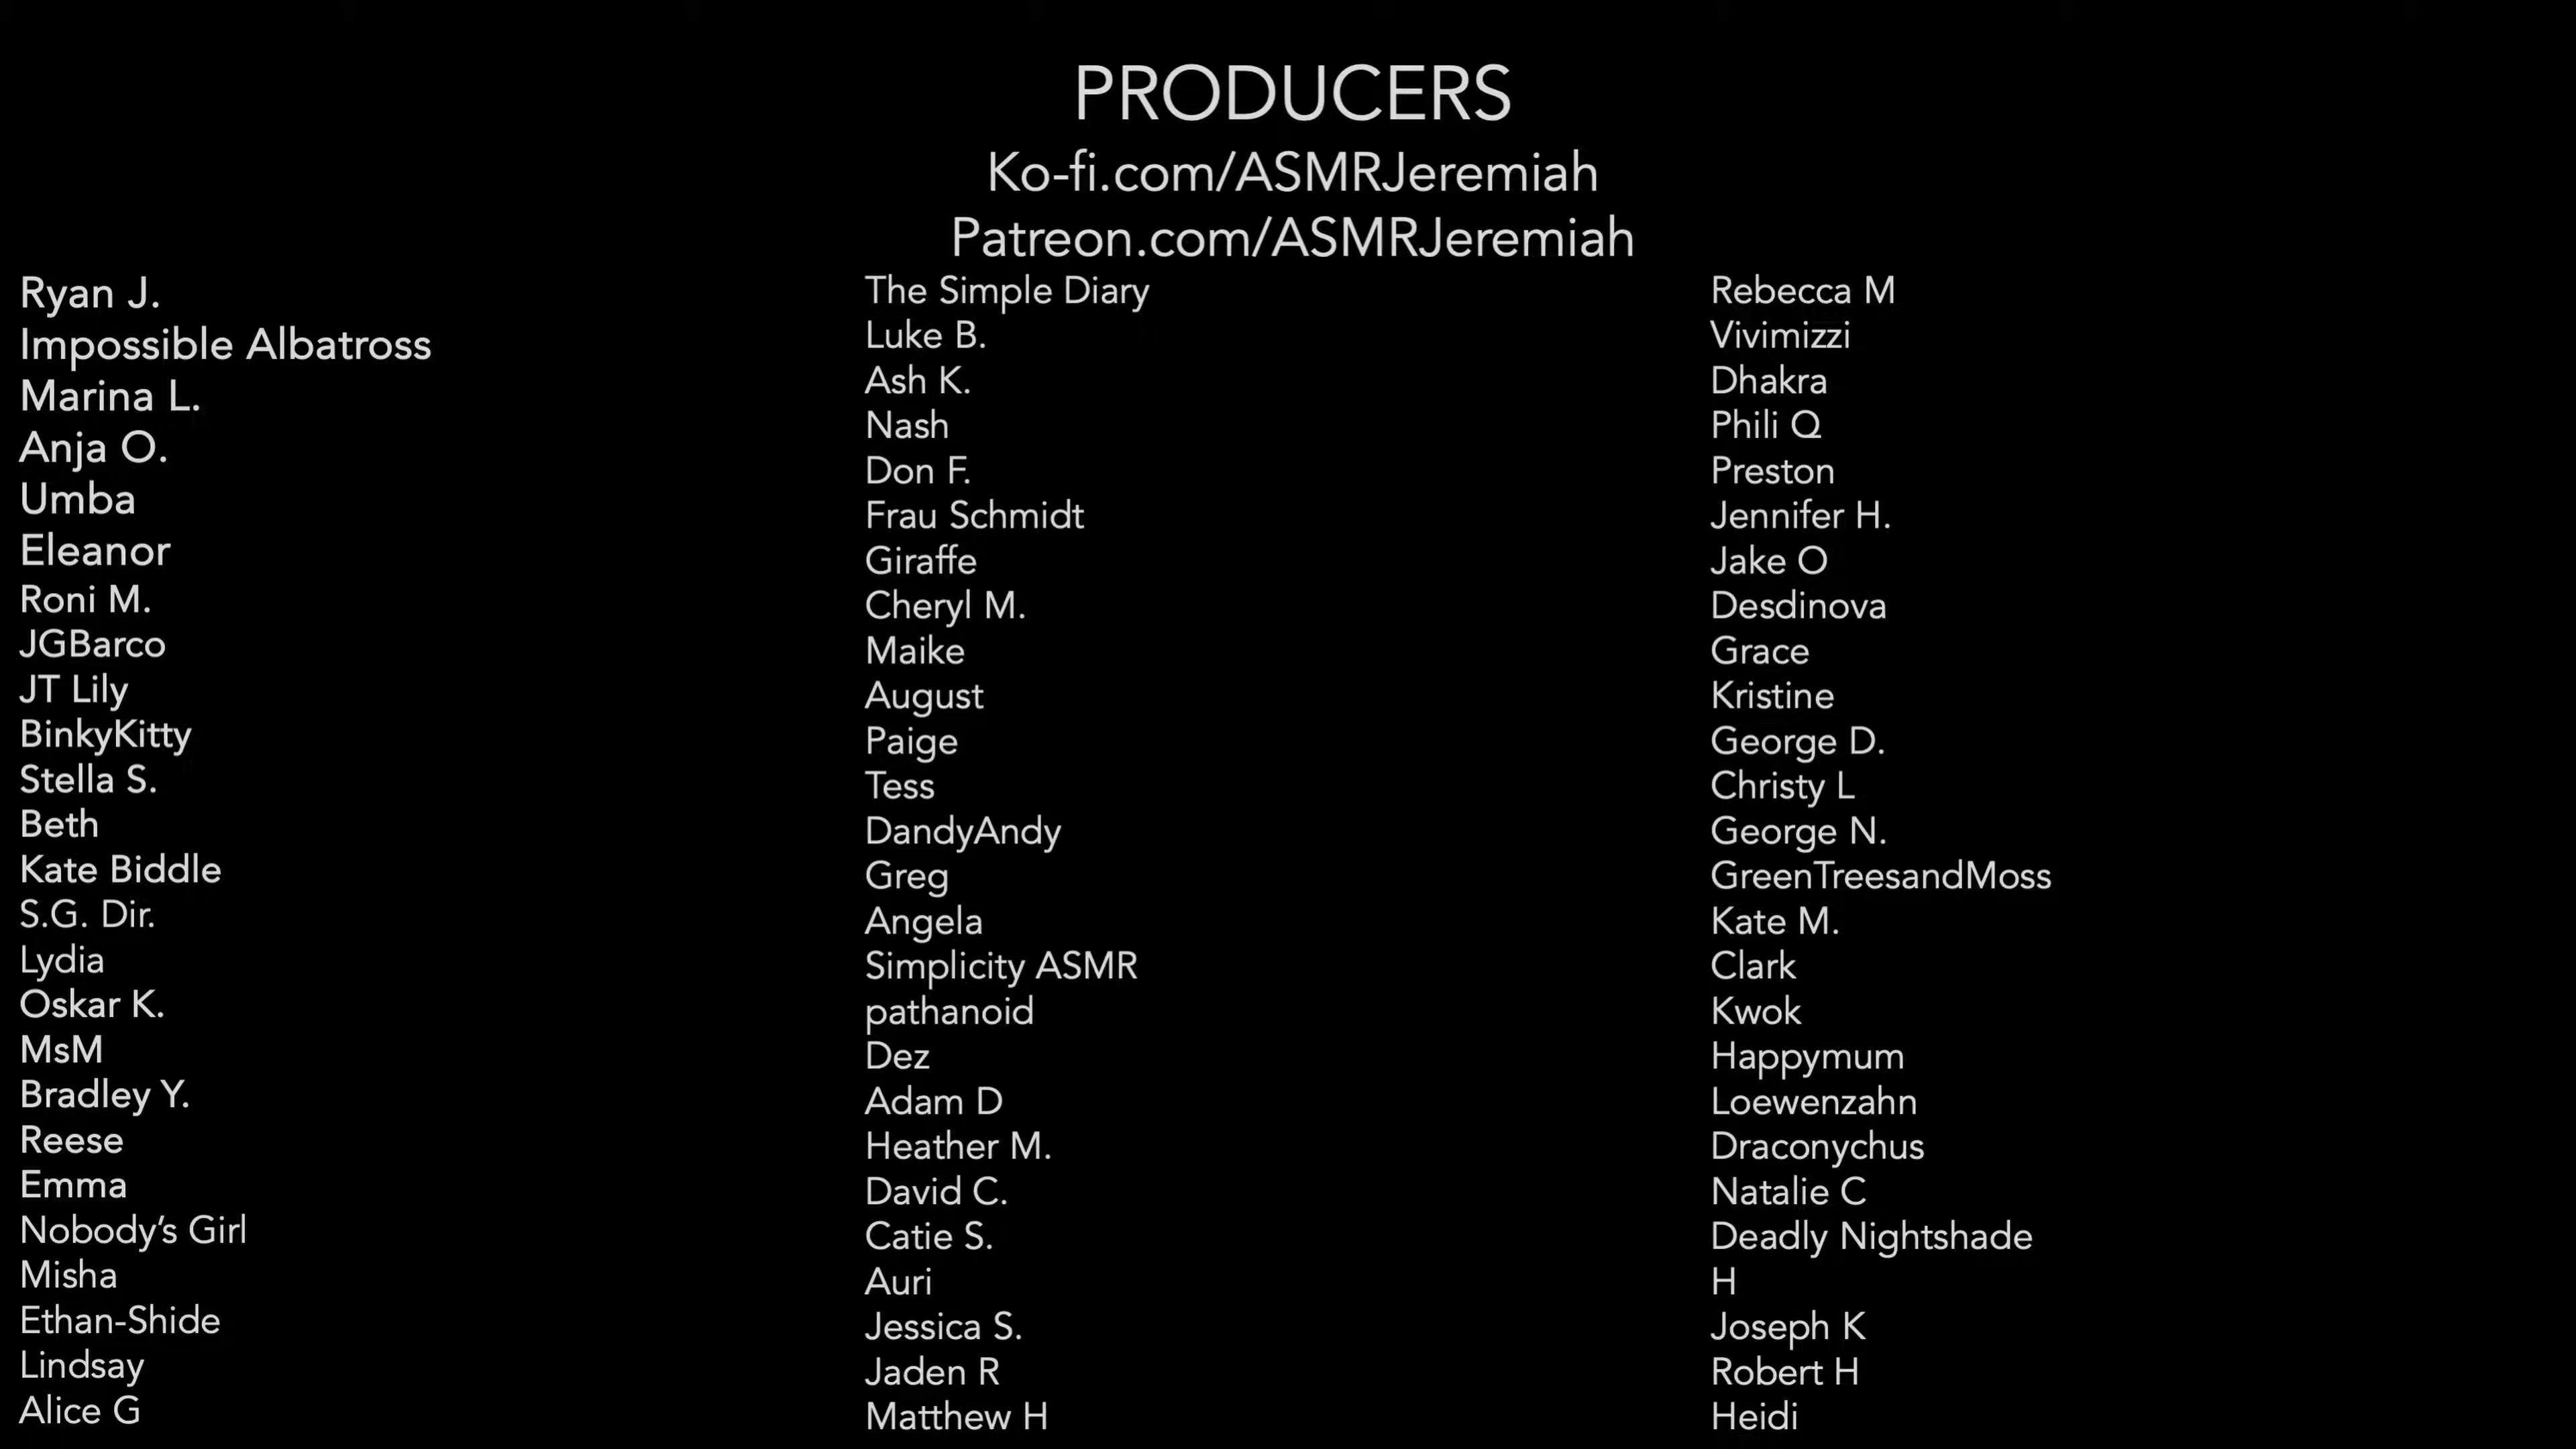 PRODUCERS
Ko-fi.com/ASMRJeremiah
Patreon.com/ASMRJeremiah
Ryan J.
Impossible Albatross
Marina L.
Anja O.
Umba
Eleanor
Roni M.
JGBarco
JT Lily
BinkyKitty
Stella S.
Beth
Kate Biddle
S.G. Dir.
Lydia
Oskar K.
MsM
Bradley Y.
Reese
Emma
Nobody’s Girl
Misha
Ethan-Shide
Lindsay
Alice G
The Simple Diary
Luke B.
Ash K.
Nash
Don F.
Frau Schmidt
Giraffe
Cheryl M.
Maike
August
Paige
Tess
DandyAndy
Greg
Angela
Simplicity ASMR
pathanoid
Dez
Adam D
Heather M.
David C.
Catie S.
Auri
Jessica S.
Jaden R
Matthew H
Rebecca M
Vivimizzi
Dhakra
Phili Q
Preston
Jennifer H.
Jake O
Desdinova
Grace
Kristine
George D.
Christy L
George N.
GreenTreesandMoss
Kate M.
Clark
Kwok
Happymum
Loewenzahn
Draconychus
Natalie C
Deadly Nightshade
H
Joseph K
Robert H
Heidi